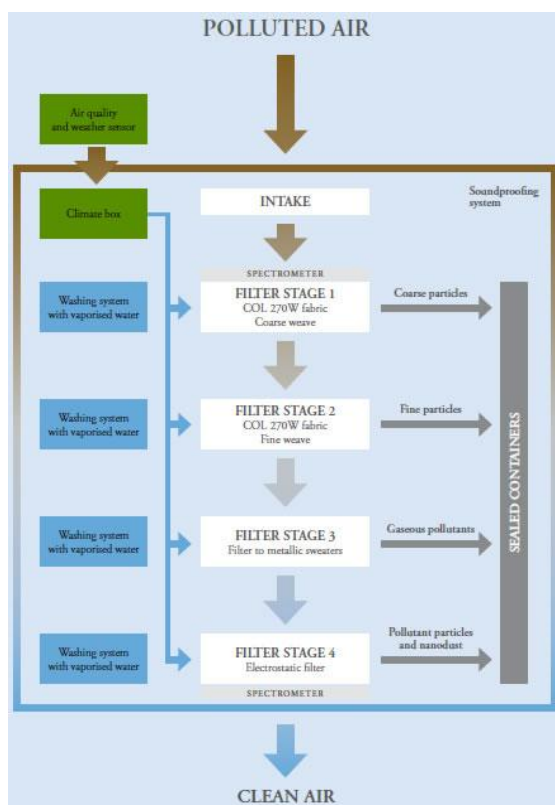 POLLUTED AIR
Air quality
and weather sensor
Climate box
INTAKE
Soundproofing
system
SPECTROMETER
Washing system
with vaporised water
FILTER STAGE 1
COL 270W fabric
Coarse weave
Coarse particles
Washing system
with vaporised water
FILTER STAGE 2
COL 270W fabric
Fine weave
Fine particles
SEALED CONTAINERS
Washing system
with vaporised water
FILTER STAGE 3
Filter to metallic sweaters
Gaseous pollutants
Washing system
with vaporised water
FILTER STAGE 4
Electrostatic filter
Pollutant particles
and nanodust
SPECTROMETER
CLEAN AIR